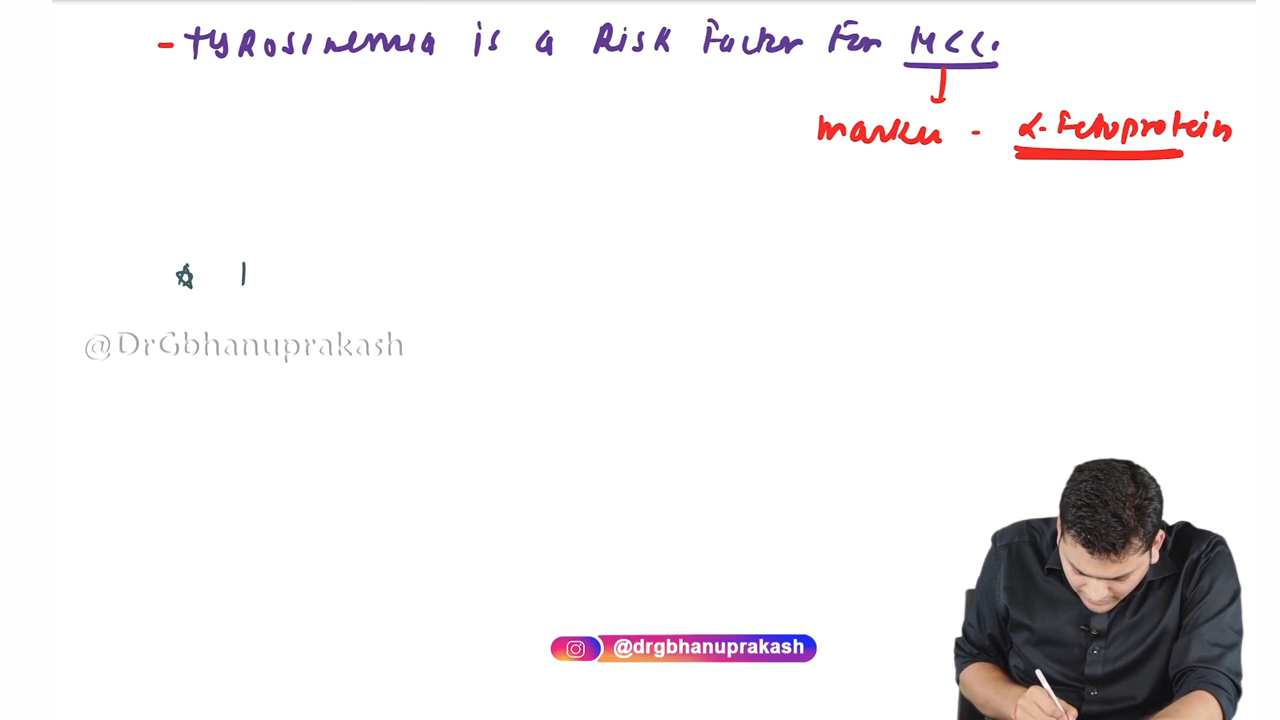 - Tyrosinemia is a Risk Factor For HCC.
marker - α-Fetoprotein
@DrGbhanuprakash
@drgbhanuprakash